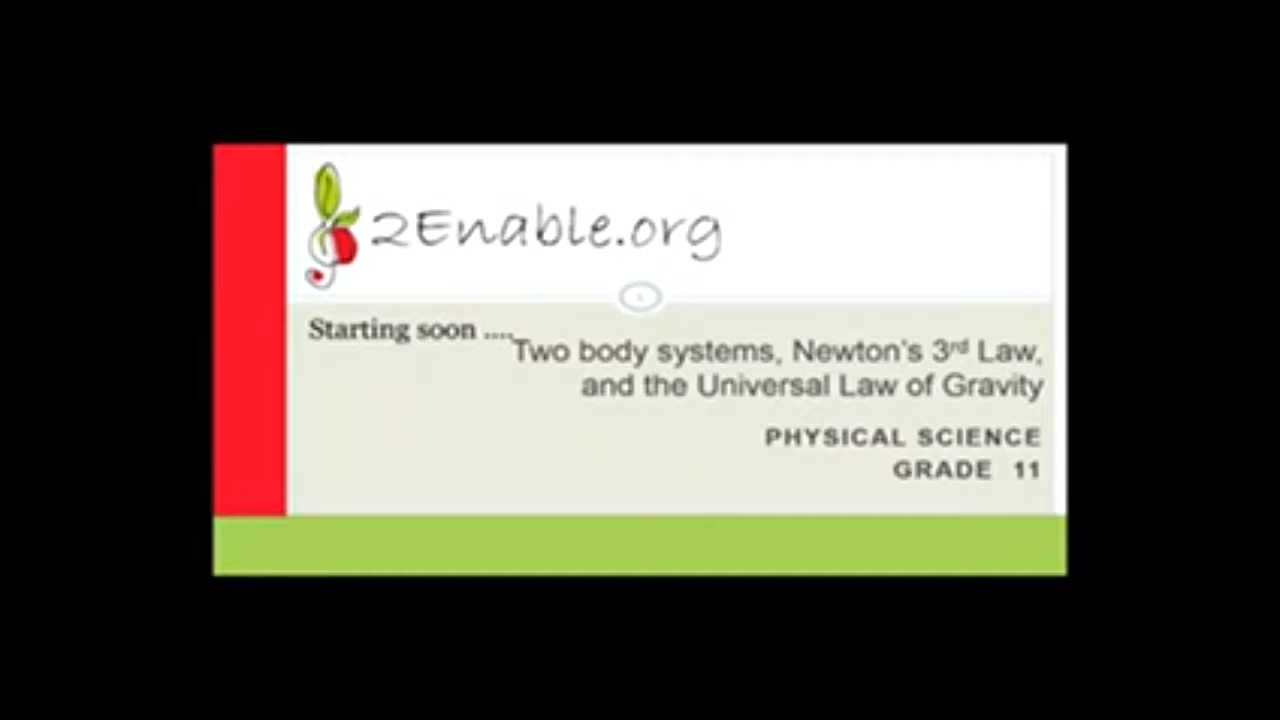 2Enable.org
Starting soon ....
Two body systems, Newton's 3rd Law,
and the Universal Law of Gravity
PHYSICAL SCIENCE
GRADE 11